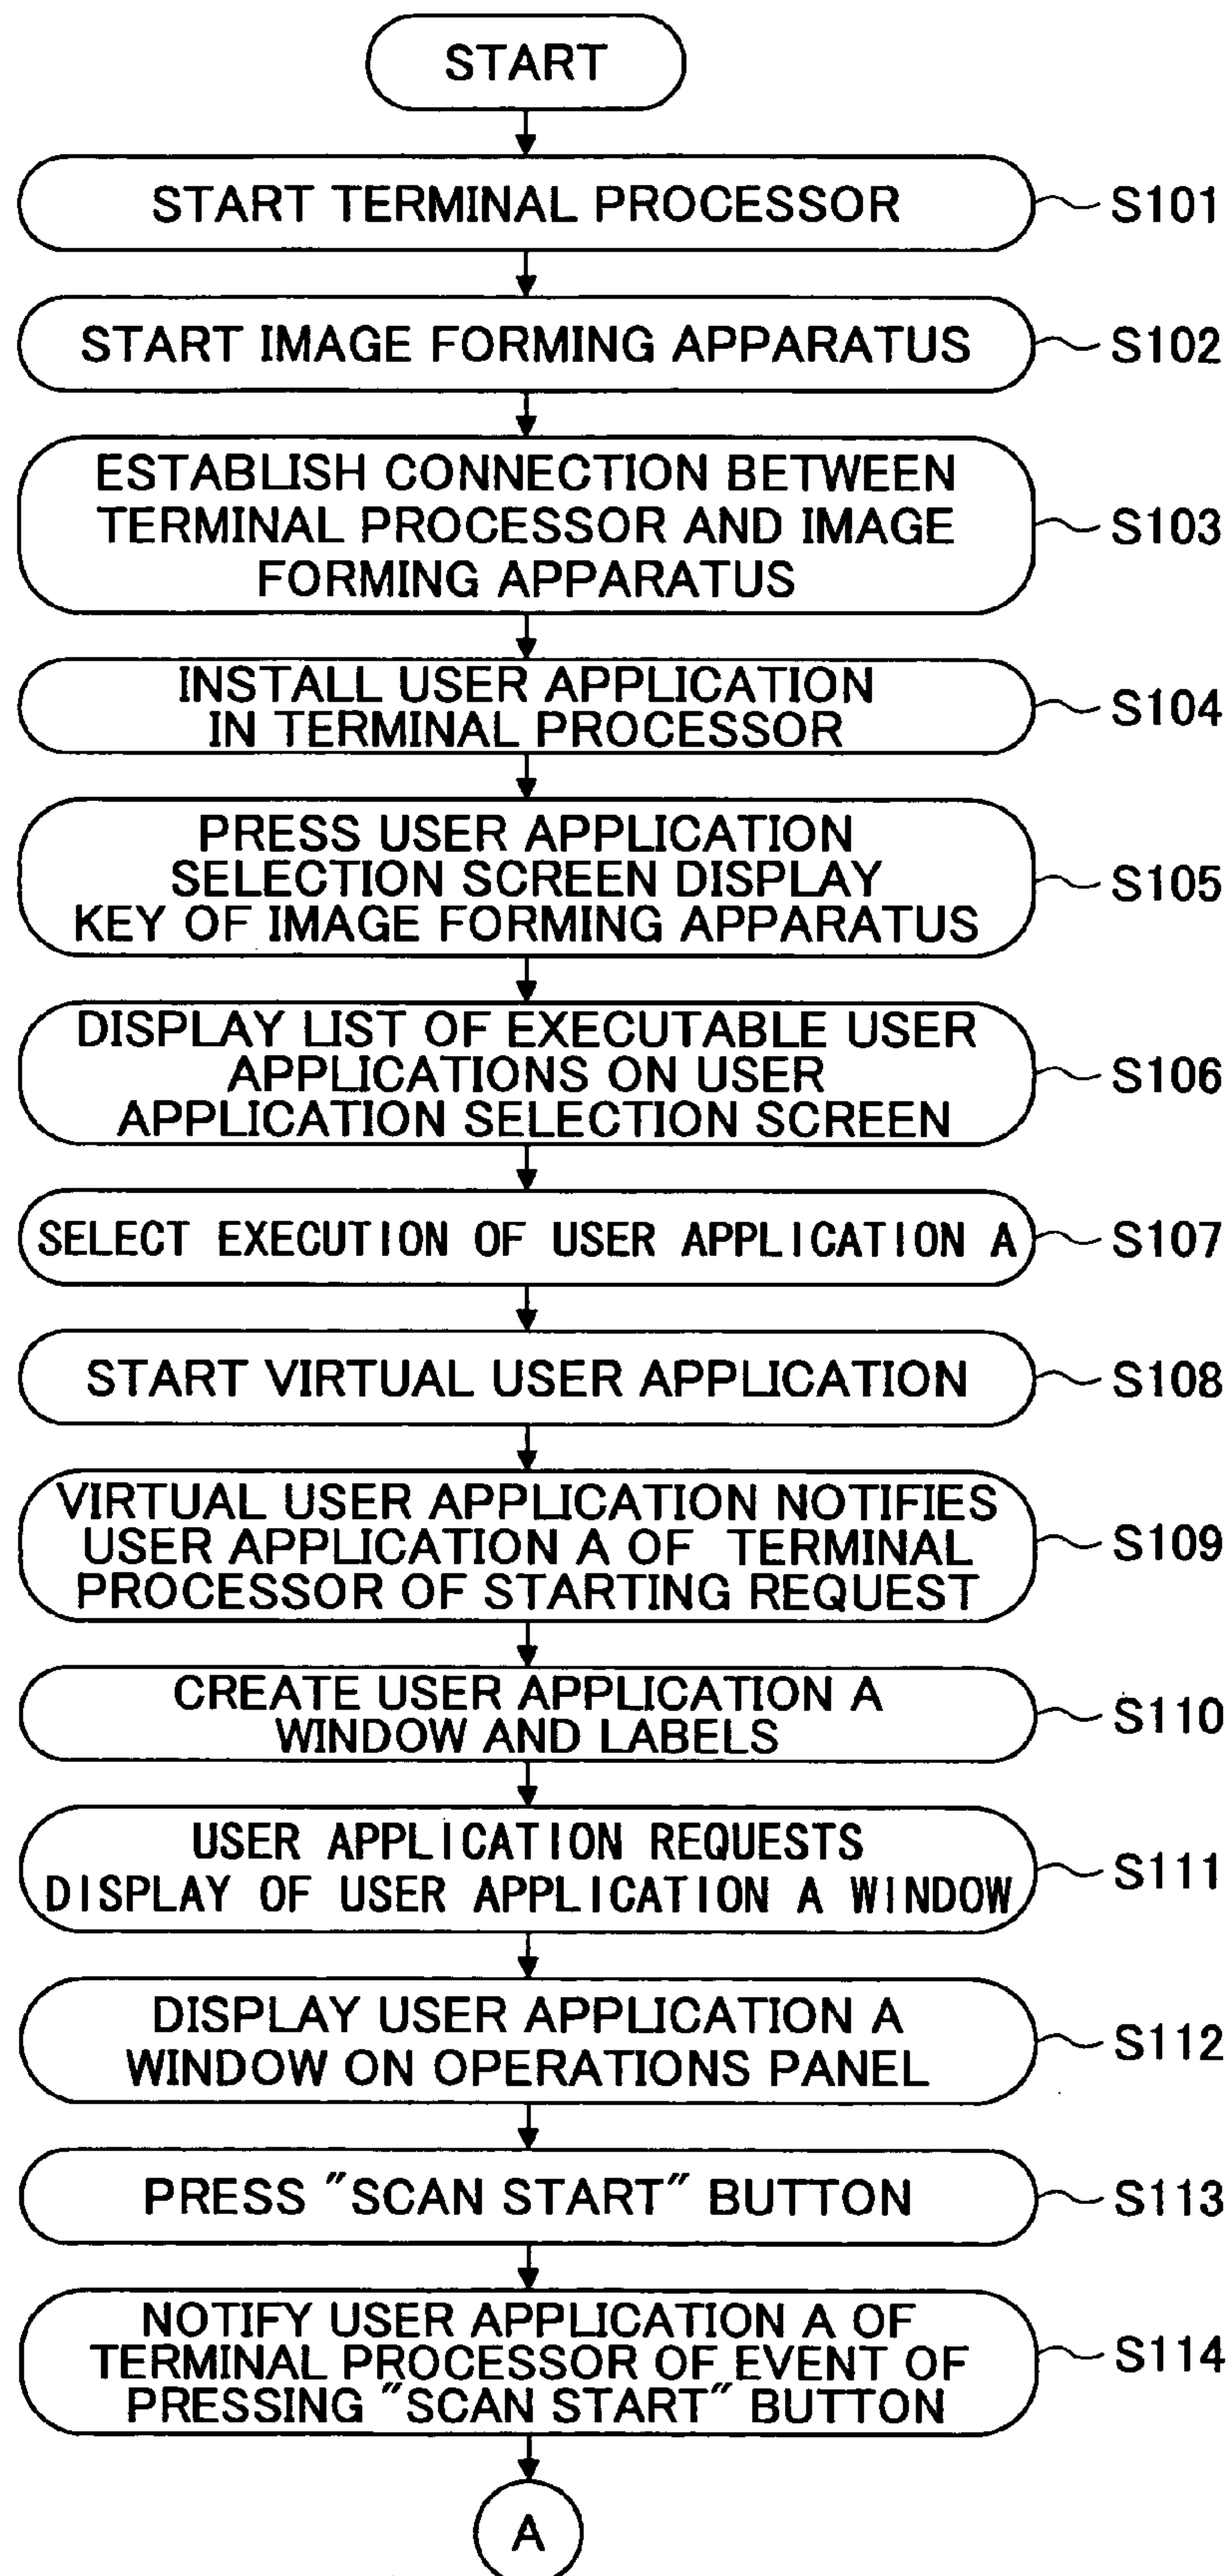 START
START TERMINAL PROCESSOR
S101
START IMAGE FORMING APPARATUS
S102
ESTABLISH CONNECTION BETWEEN
TERMINAL PROCESSOR AND IMAGE
FORMING APPARATUS
S103
INSTALL USER APPLICATION
IN TERMINAL PROCESSOR
S104
PRESS USER APPLICATION
SELECTION SCREEN DISPLAY
KEY OF IMAGE FORMING APPARATUS
S105
DISPLAY LIST OF EXECUTABLE USER
APPLICATIONS ON USER
APPLICATION SELECTION SCREEN
S106
SELECT EXECUTION OF USER APPLICATION A
S107
START VIRTUAL USER APPLICATION
S108
VIRTUAL USER APPLICATION NOTIFIES
USER APPLICATION A OF TERMINAL
PROCESSOR OF STARTING REQUEST
S109
CREATE USER APPLICATION A
WINDOW AND LABELS
S110
USER APPLICATION REQUESTS
DISPLAY OF USER APPLICATION A WINDOW
S111
DISPLAY USER APPLICATION A
WINDOW ON OPERATIONS PANEL
S112
PRESS "SCAN START" BUTTON
S113
NOTIFY USER APPLICATION A OF
TERMINAL PROCESSOR OF EVENT OF
PRESSING "SCAN START" BUTTON
S114
A